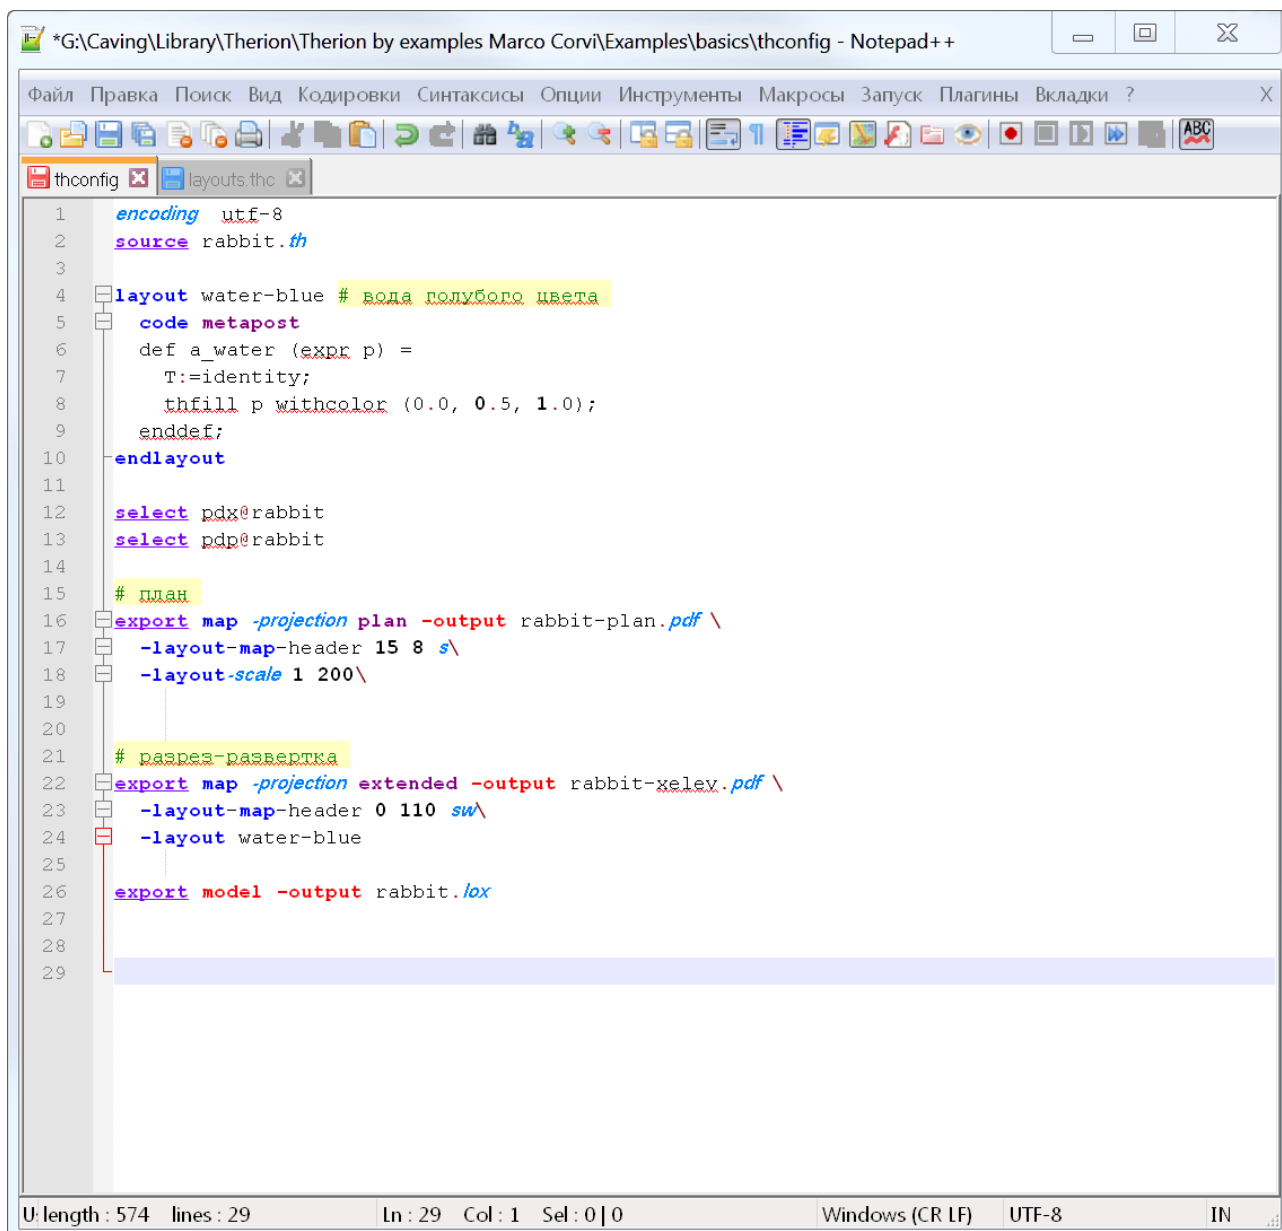 *G:\Caving\Library\Therion\Therion by examples Marco Corvi\Examples\basics\thconfig - Notepad++
Файл Правка Поиск Вид Кодировки Синтаксисы Опции Инструменты Макросы Запуск Плагины Вкладки ? X
ABC
thconfig layouts.thc
1 encoding utf-8
2 source rabbit.th
3
4 layout water-blue # вода голубого цвета
5 code metapost
6 def a_water (expr p) =
7 T:=identity;
8 thfill p withcolor (0.0, 0.5, 1.0);
9 enddef;
10 endlayout
11
12 select pdx@rabbit
13 select pdp@rabbit
14
15 # план
16 export map -projection plan -output rabbit-plan.pdf \
17 -layout-map-header 15 8 s\
18 -layout-scale 1 200\
19
20
21 # разрез-развертка
22 export map -projection extended -output rabbit-xelev.pdf \
23 -layout-map-header 0 110 sw\
24 -layout water-blue
25
26 export model -output rabbit.lox
27
28
29
U: length : 574 lines : 29 Ln : 29 Col : 1 Sel : 0 | 0 Windows (CR LF) UTF-8 IN